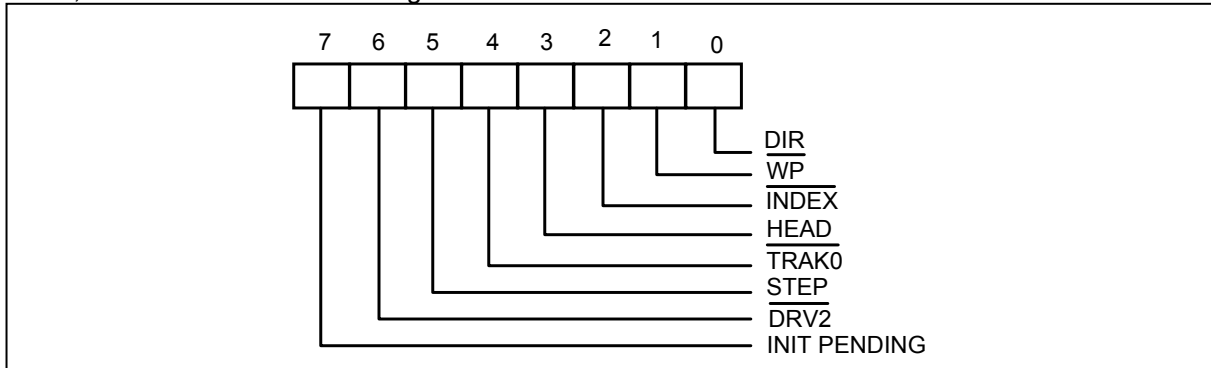 7 6 5 4 3 2 1 0
DIR
WP
INDEX
HEAD
TRAK0
STEP
DRV2
INIT PENDING